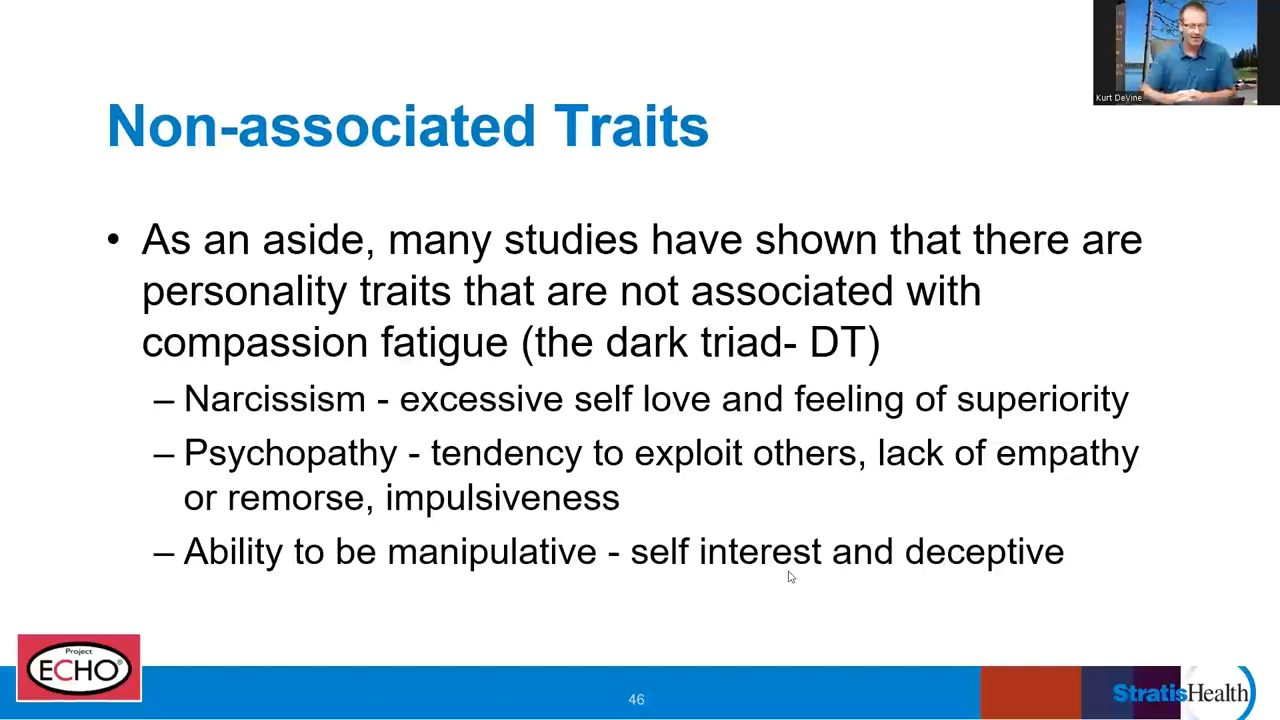 Kurt DeVine
Non-associated Traits
• As an aside, many studies have shown that there are
personality traits that are not associated with
compassion fatigue (the dark triad- DT)
– Narcissism - excessive self love and feeling of superiority
– Psychopathy - tendency to exploit others, lack of empathy
or remorse, impulsiveness
– Ability to be manipulative - self interest and deceptive
Project
ECHO®
46
StratisHealth